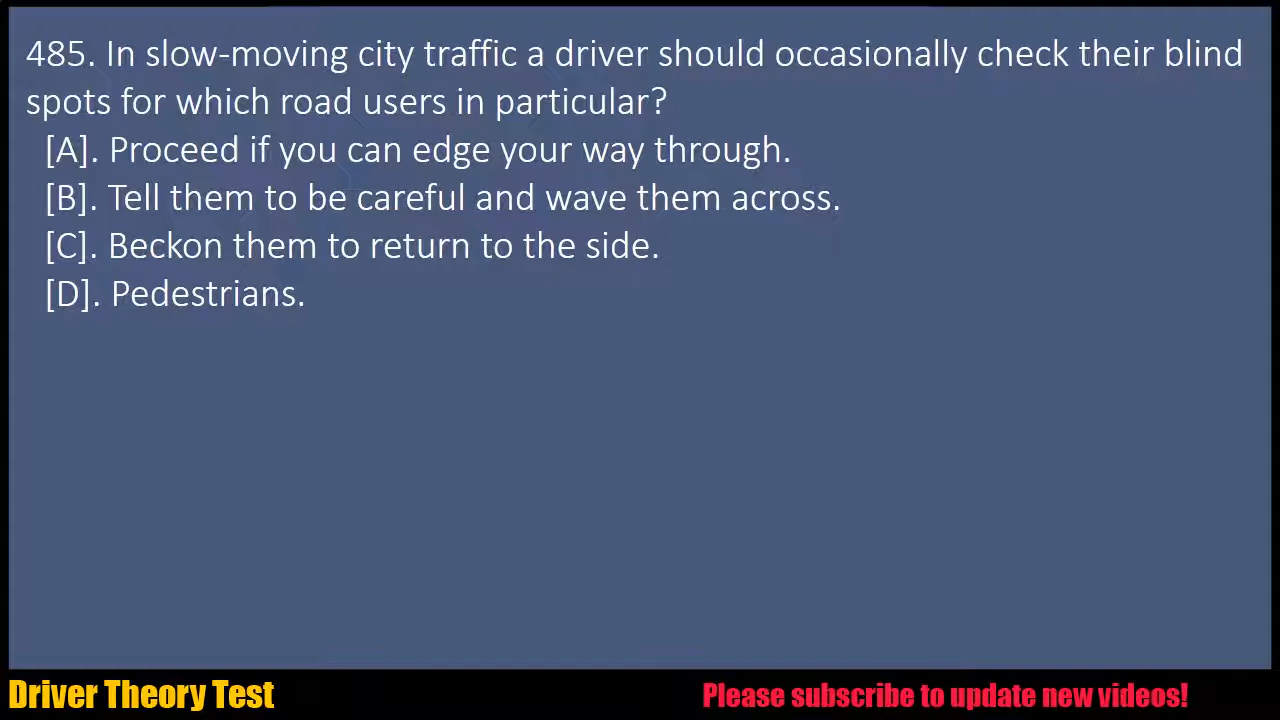 485. In slow-moving city traffic a driver should occasionally check their blind
spots for which road users in particular?
[A]. Proceed if you can edge your way through.
[B]. Tell them to be careful and wave them across.
[C]. Beckon them to return to the side.
[D]. Pedestrians.
Driver Theory Test
Please subscribe to update new videos!